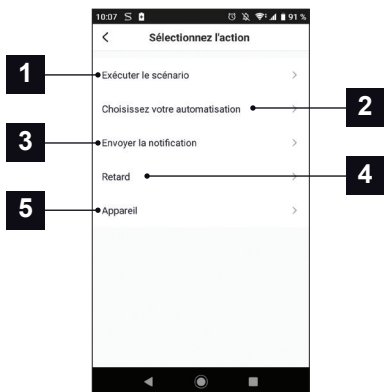 10:07 S 91 %
Sélectionnez l'action
1
Exécuter le scénario
Choisissez votre automatisation
2
3
Envoyer la notification
Retard
4
5
Appareil